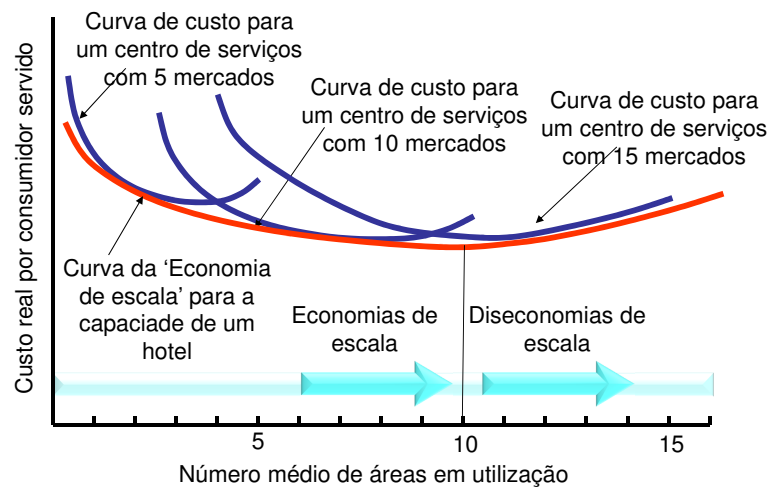 Curva de custo para
um centro de serviços
com 5 mercados
Curva de custo para
um centro de serviços
com 10 mercados
Curva de custo para
um centro de serviços
com 15 mercados
Custo real por consumidor servido
Curva da ‘Economia
de escala’ para a
capaciade de um
hotel
Economias de
escala
Diseconomias de
escala
5
10
15
Número médio de áreas em utilização